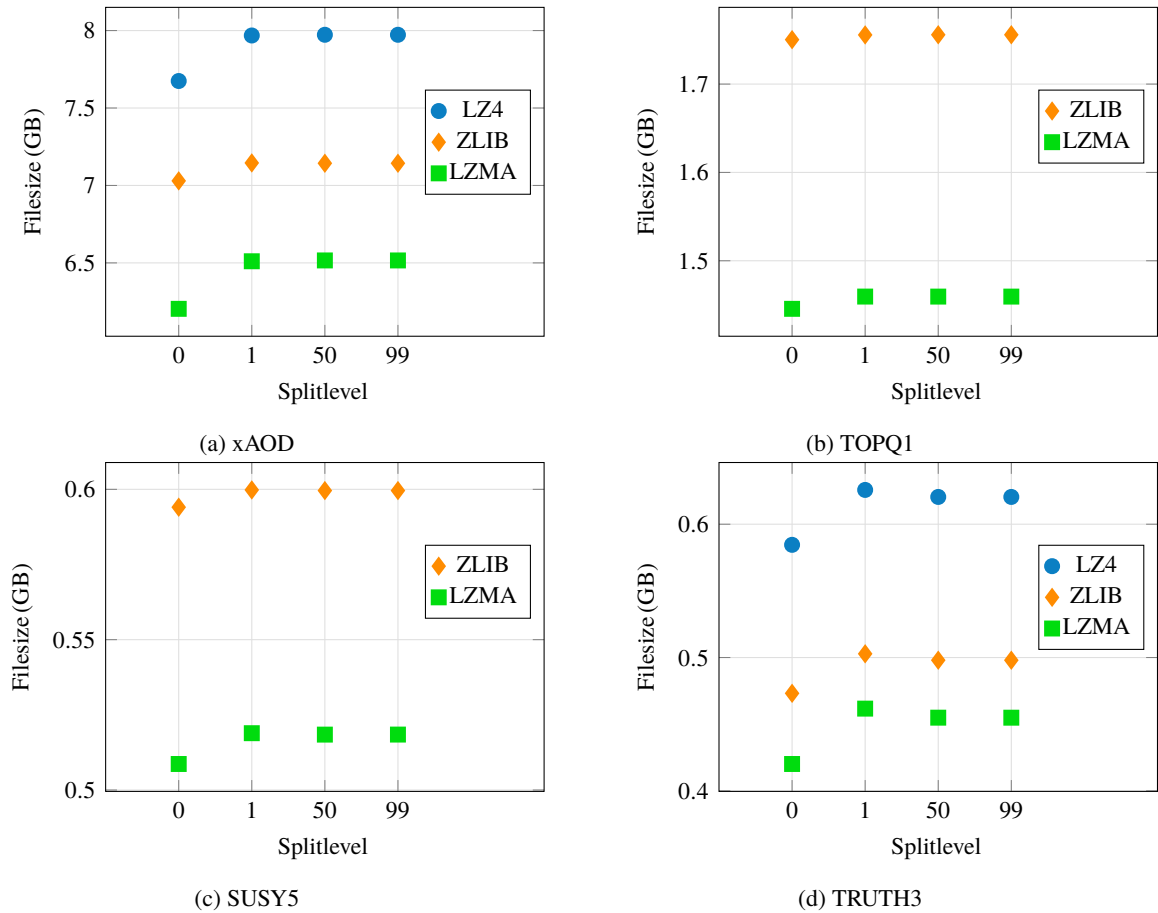 8
7.5
7
6.5
Filesize (GB)
LZ4
ZLIB
LZMA
0 1 50 99
Splitlevel
(a) xAOD
1.7
1.6
1.5
Filesize (GB)
ZLIB
LZMA
0 1 50 99
Splitlevel
(b) TOPQ1
0.6
0.55
0.5
Filesize (GB)
ZLIB
LZMA
0 1 50 99
Splitlevel
(c) SUSY5
0.6
0.5
0.4
Filesize (GB)
LZ4
ZLIB
LZMA
0 1 50 99
Splitlevel
(d) TRUTH3